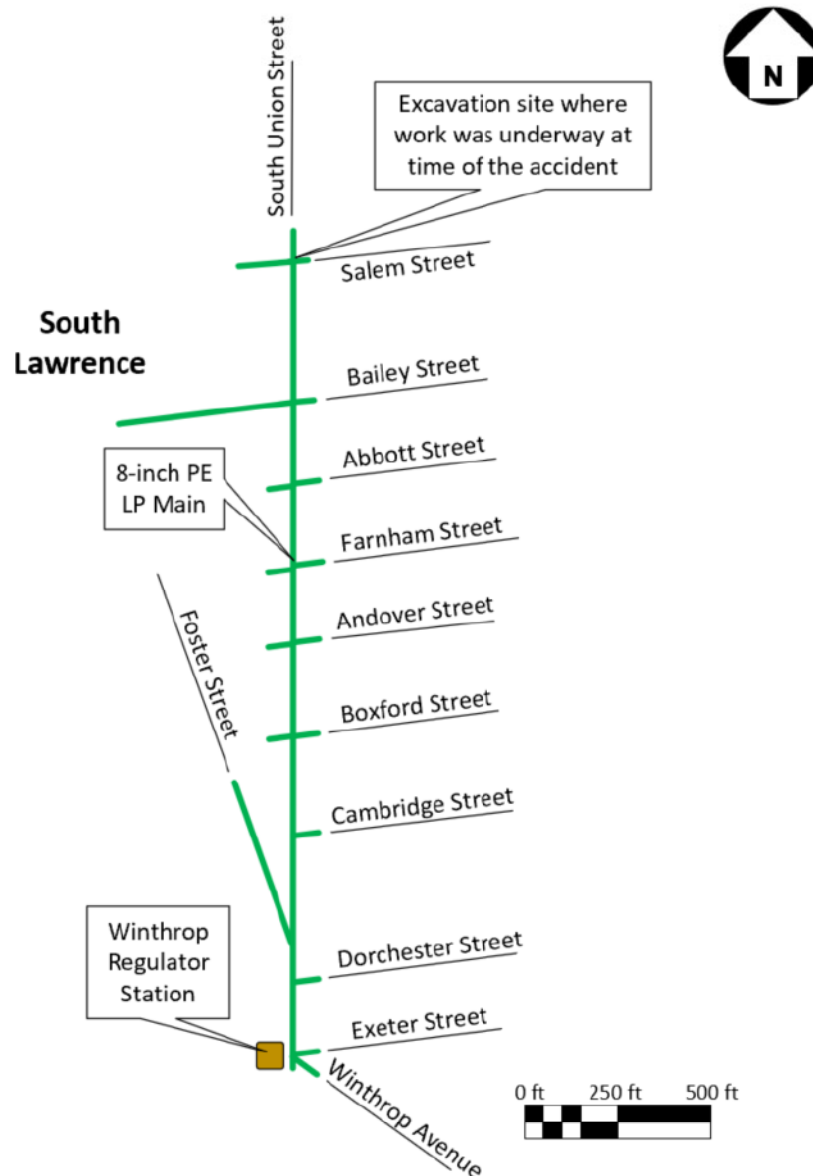 South Union Street
N
Excavation site where
work was underway at
time of the accident
Salem Street
South
Lawrence
Bailey Street
Abbott Street
8-inch PE
LP Main
Farnham Street
Foster Street
Andover Street
Boxford Street
Cambridge Street
Winthrop
Regulator
Station
Dorchester Street
Exeter Street
Winthrop Avenue
0 ft 250 ft 500 ft